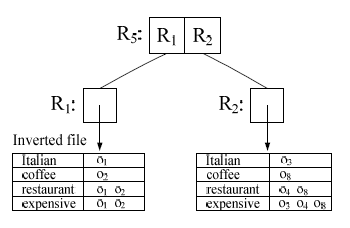 R5: R1 R2
R1: R2:
Inverted file
Italian o1
coffee o2
restaurant o1 o2
expensive o1 o2
Italian o3
coffee o8
restaurant o4 o8
expensive o3 o4 o8